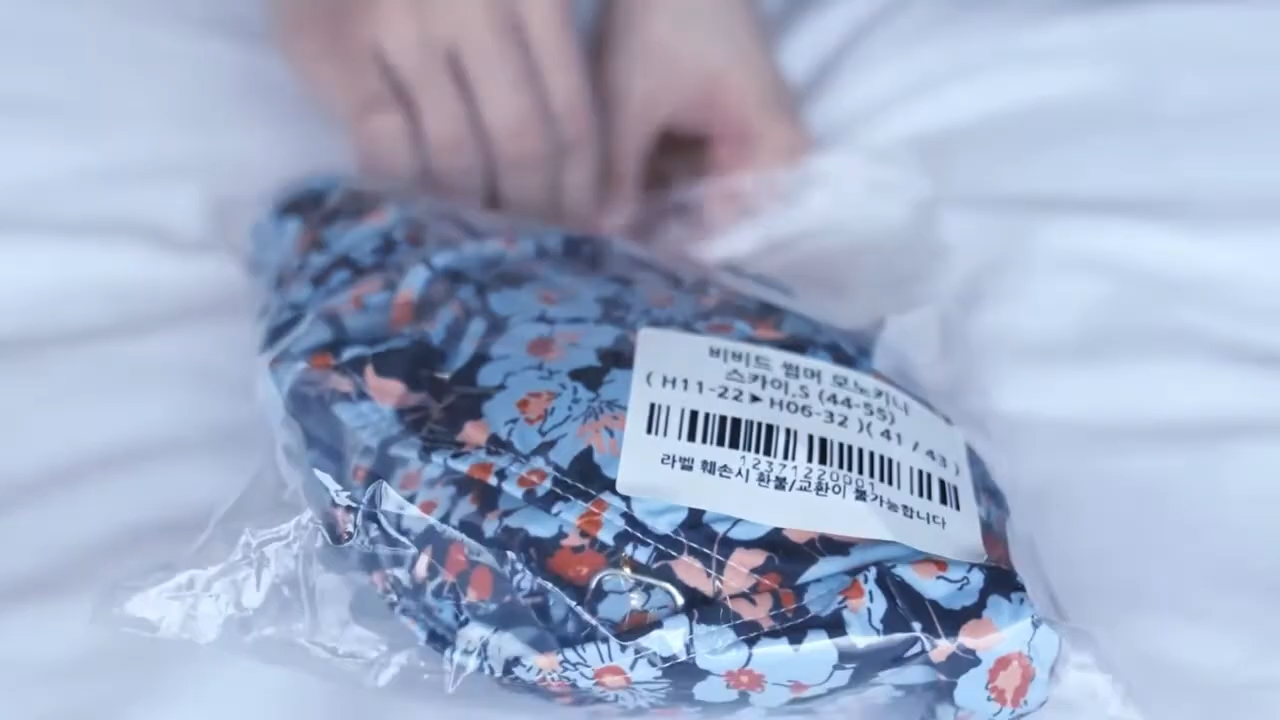 비비드 썸머 모노키니
스카이,S (44-55)
( H11-22▶H06-32 )( 41 / 43 )
12371220001
라벨 훼손시 환불/교환이 불가능합니다